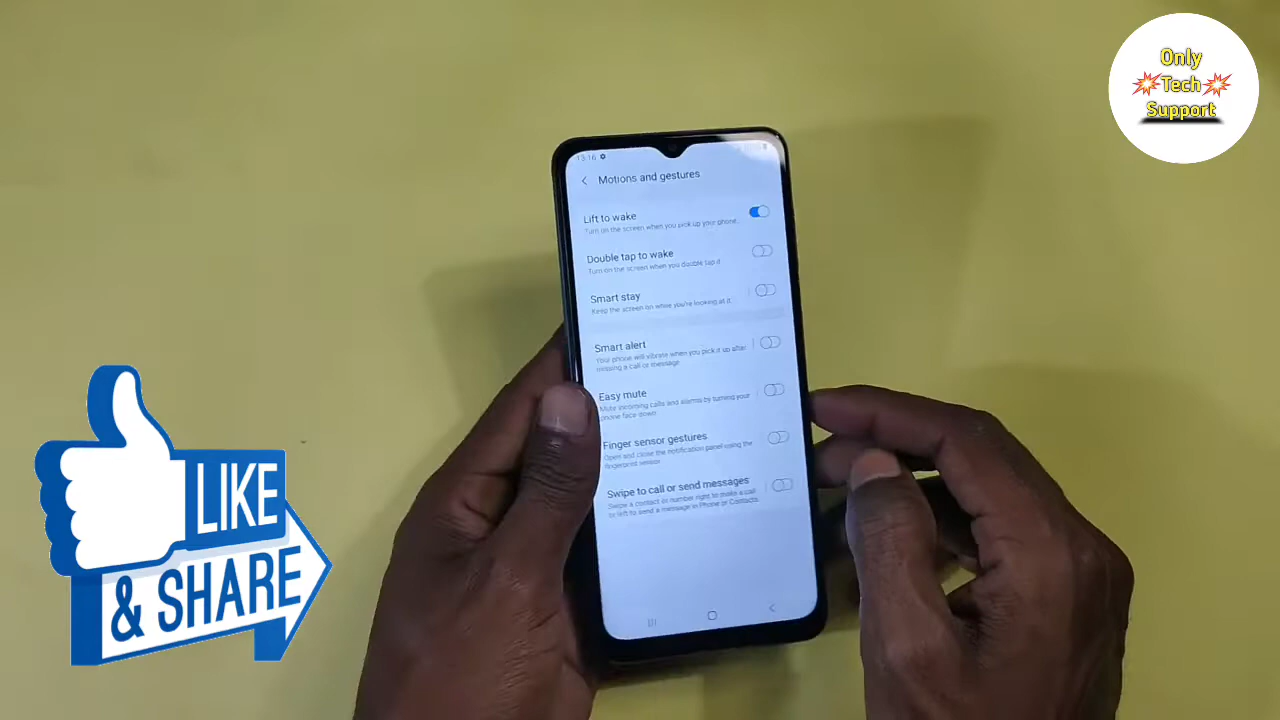 Only
Tech
Support
13:16
Motions and gestures
Lift to wake
Turn on the screen when you pick up your phone.
Double tap to wake
Turn on the screen when you double tap it.
Smart stay
Keep the screen on while you're looking at it.
Smart alert
Your phone will vibrate when you pick it up after
missing a call or message.
Easy mute
Mute incoming calls and alarms by turning your
phone face down.
Finger sensor gestures
Open and close the notification panel using the
fingerprint sensor.
Swipe to call or send messages
Swipe a contact or number right to make a call
or left to send a message in Phone or Contacts.
LIKE
& SHARE